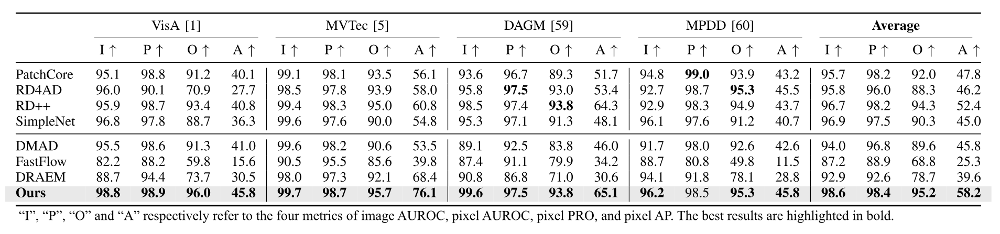 VisA [1] MVTec [5] DAGM [59] MPDD [60] Average
I ↑ P ↑ O ↑ A ↑ I ↑ P ↑ O ↑ A ↑ I ↑ P ↑ O ↑ A ↑ I ↑ P ↑ O ↑ A ↑ I ↑ P ↑ O ↑ A ↑
PatchCore 95.1 98.8 91.2 40.1 99.1 98.1 93.5 56.1 93.6 96.7 89.3 51.7 94.8 99.0 93.9 43.2 95.7 98.2 92.0 47.8
RD4AD 96.0 90.1 70.9 27.7 98.5 97.8 93.9 58.0 95.8 97.5 93.0 53.4 92.7 98.7 95.3 45.5 95.8 96.0 88.3 46.2
RD++ 95.9 98.7 93.4 40.8 99.4 98.3 95.0 60.8 98.5 97.4 93.8 64.3 92.9 98.3 94.9 43.7 96.7 98.2 94.3 52.4
SimpleNet 96.8 97.8 88.7 36.3 99.6 97.6 90.0 54.8 95.3 97.1 91.3 48.1 96.1 97.6 91.2 40.7 96.9 97.5 90.3 45.0
DMAD 95.5 98.6 91.3 41.0 99.6 98.2 90.6 53.5 89.1 92.5 83.8 46.0 91.7 98.0 92.6 42.6 94.0 96.8 89.6 45.8
FastFlow 82.2 88.2 59.8 15.6 90.5 95.5 85.6 39.8 87.4 91.1 79.9 34.2 88.7 80.8 49.8 11.5 87.2 88.9 68.8 25.3
DRAEM 88.7 94.4 73.7 30.5 98.0 97.3 92.1 68.4 90.8 86.8 71.0 30.6 94.1 91.8 78.1 28.8 92.9 92.6 78.7 39.6
Ours 98.8 98.9 96.0 45.8 99.7 98.7 95.7 76.1 99.6 97.5 93.8 65.1 96.2 98.5 95.3 45.8 98.6 98.4 95.2 58.2
“I”, “P”, “O” and “A” respectively refer to the four metrics of image AUROC, pixel AUROC, pixel PRO, and pixel AP. The best results are highlighted in bold.